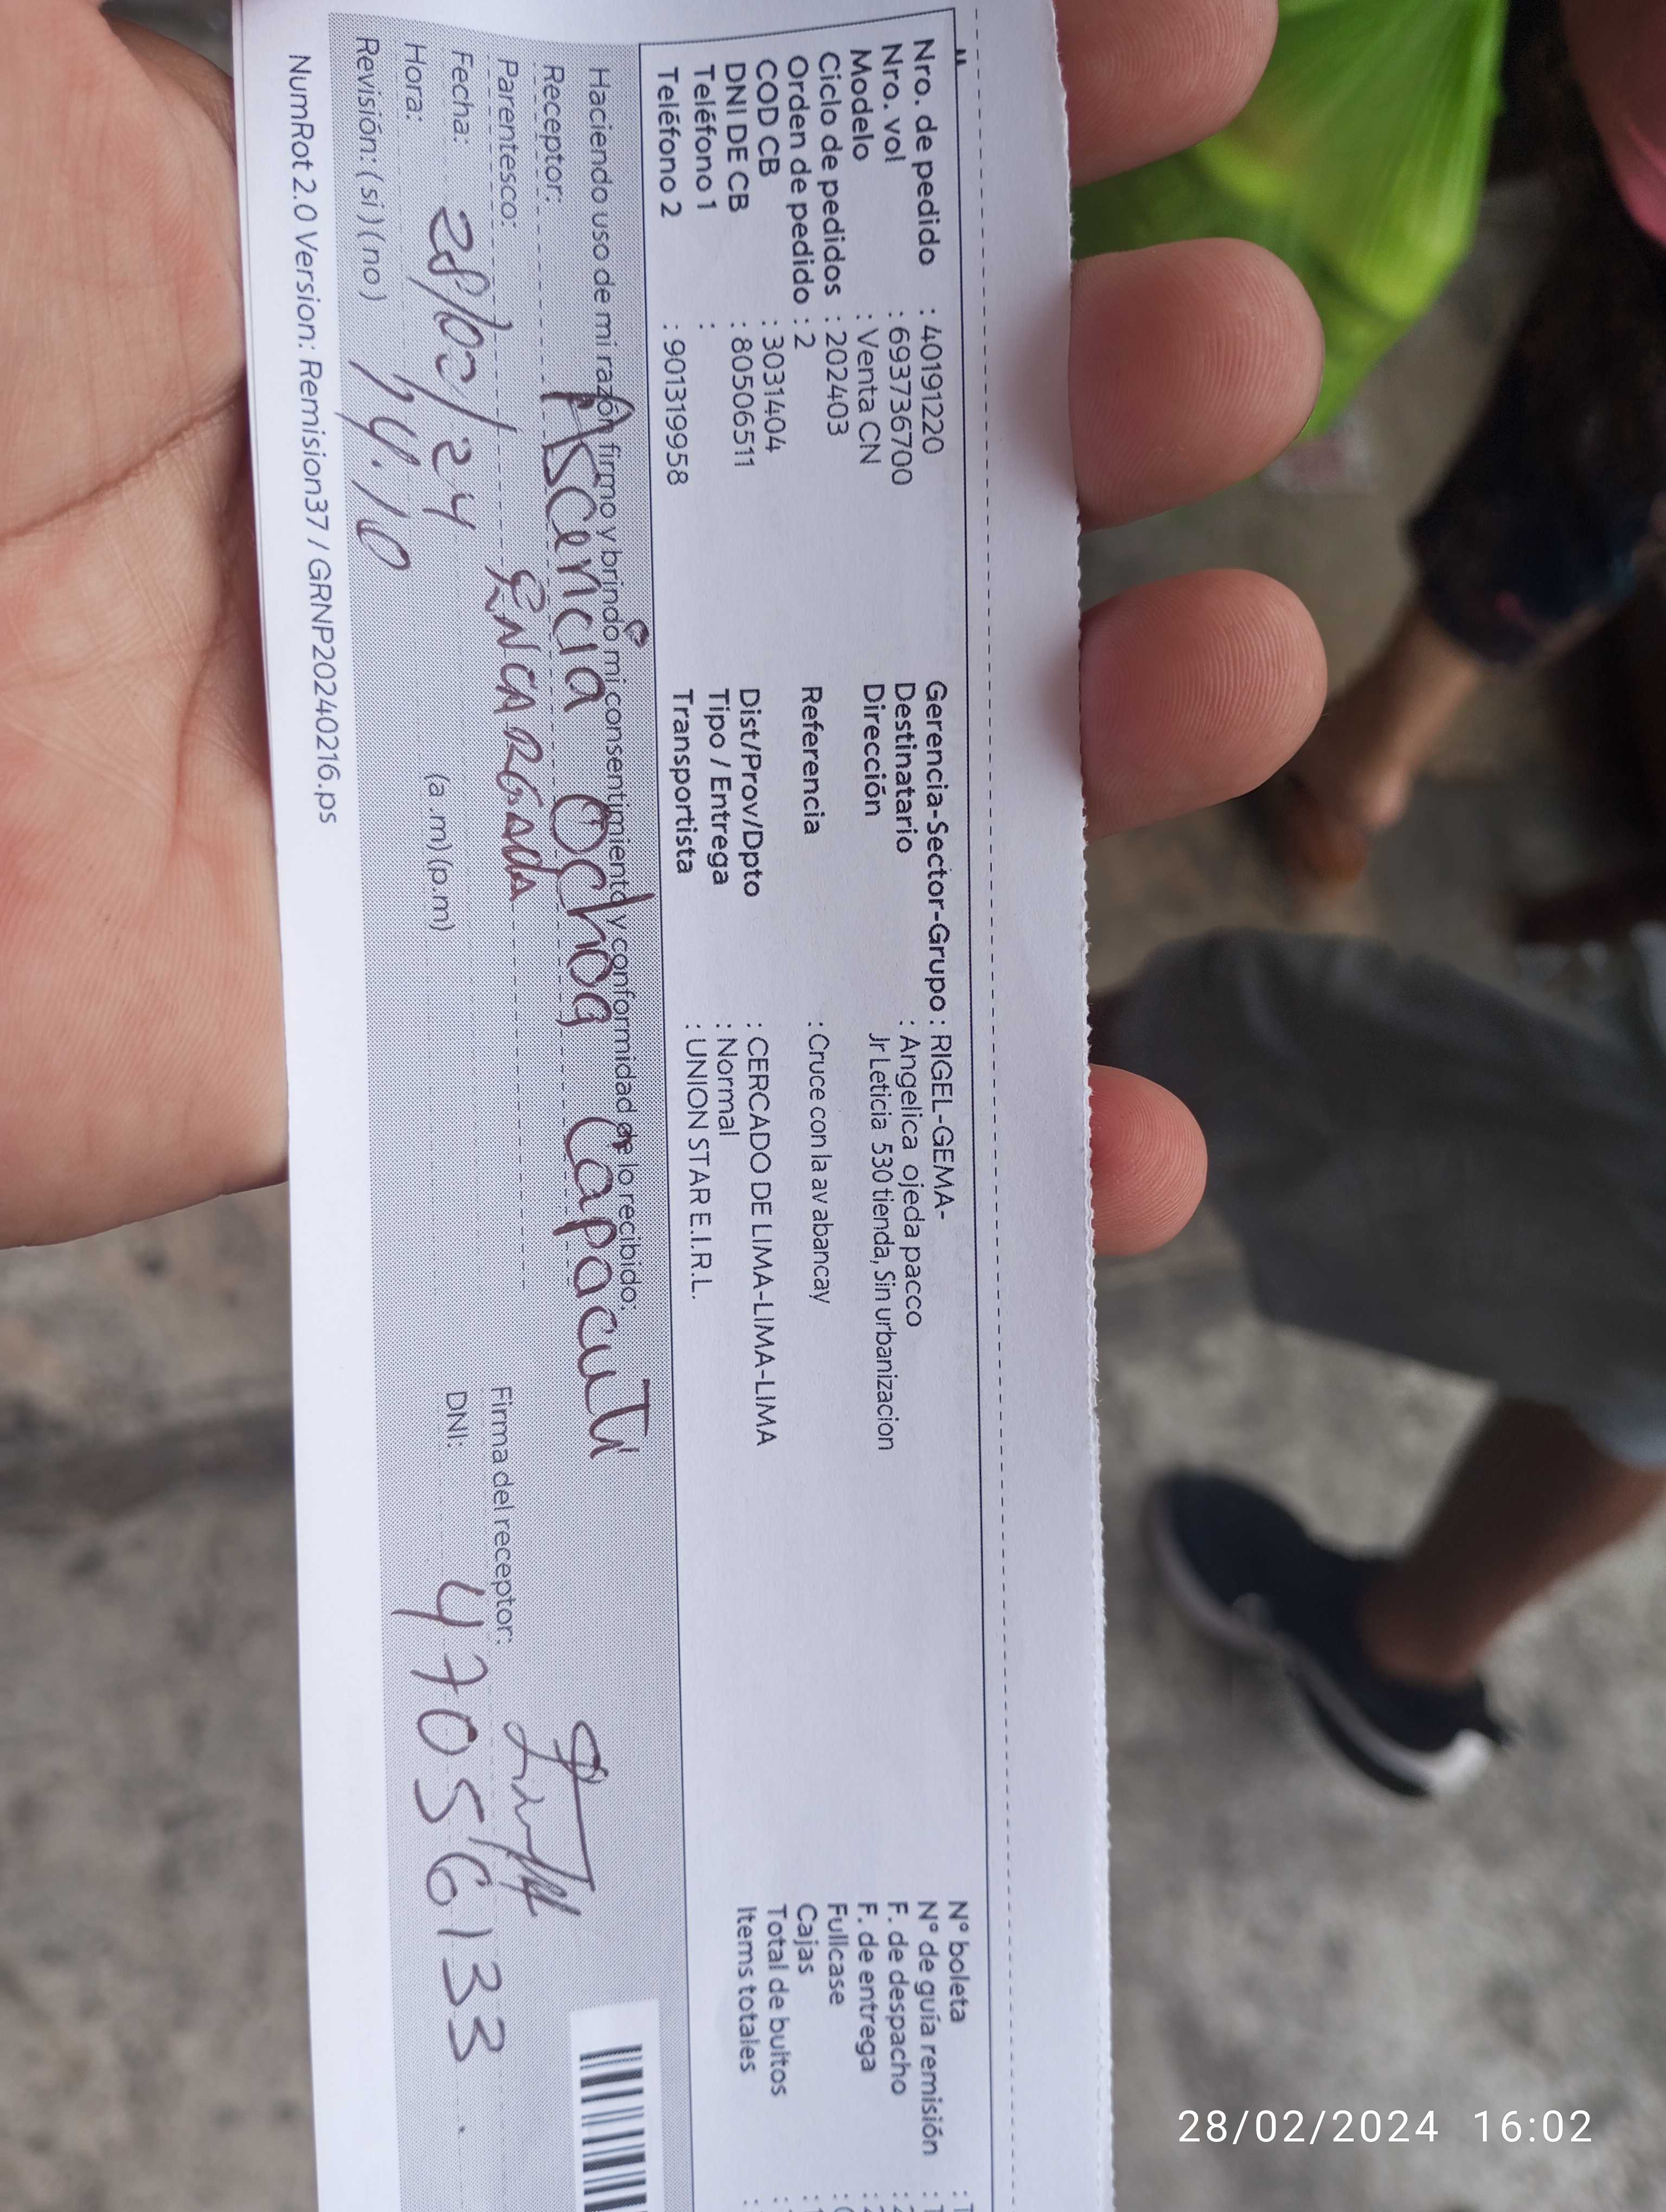 Nro. de pedido : 40191220
Nro. vol : 693736700
Modelo : Venta CN
Ciclo de pedidos : 202403
Orden de pedido : 2
COD CB : 3031404
DNI DE CB : 80506511
Teléfono 1 :
Teléfono 2 : 901319958
Gerencia-Sector-Grupo : RIGEL-GEMA-
Destinatario : Angelica ojeda pacco
Dirección Jr Leticia 530 tienda, Sin urbanizacion
Referencia : Cruce con la av abancay
Dist/Prov/Dpto : CERCADO DE LIMA-LIMA-LIMA
Tipo / Entrega : Normal
Transportista : UNION STAR E.I.R.L.
N° boleta
N° de guía remisión
F. de despacho
F. de entrega
Fullcase
Cajas
Total de bultos
Items totales
Haciendo uso de mi razón firmo y brindo mi consentimiento y conformidad de lo recibido:
Receptor: Ascencia Ochoa Capacuti
Parentesco: ENCARGADA
Firma del receptor:
Fecha: 28/02/24
DNI: 47056133
Hora: 14.10 (a.m)(p.m)
Revisión: (si)(no)
NumRot 2.0 Version: Remision37 / GRNP20240216.ps
28/02/2024 16:02